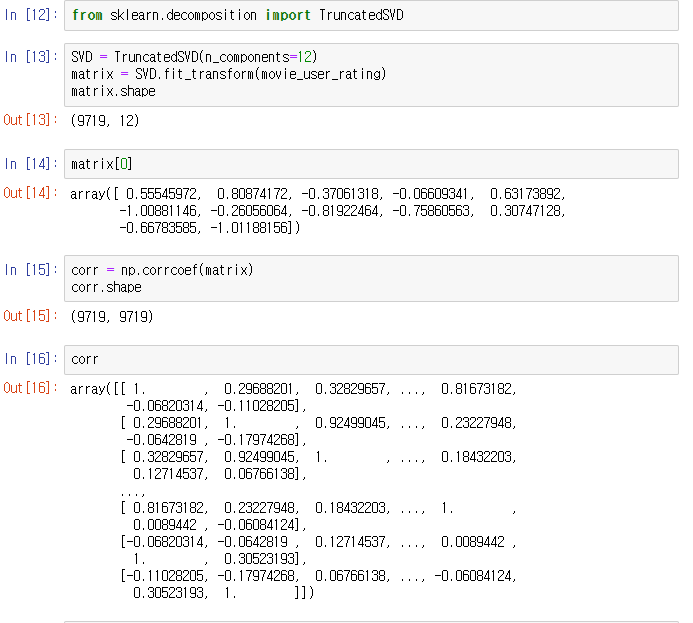 In [12]: from sklearn.decomposition import TruncatedSVD
In [13]: SVD = TruncatedSVD(n_components=12)
matrix = SVD.fit_transform(movie_user_rating)
matrix.shape
Out[13]: (9719, 12)
In [14]: matrix[0]
Out[14]: array([ 0.55545972,  0.80874172, -0.37061318, -0.06609341,  0.63173892,
-1.00881146, -0.26056064, -0.81922464, -0.75860563,  0.30747128,
-0.66783585, -1.01188156])
In [15]: corr = np.corrcoef(matrix)
corr.shape
Out[15]: (9719, 9719)
In [16]: corr
Out[16]: array([[ 1.        ,  0.29688201,  0.32829657, ...,  0.81673182,
-0.06820314, -0.11028205],
[ 0.29688201,  1.        ,  0.92499045, ...,  0.23227948,
-0.0642819 , -0.17974268],
[ 0.32829657,  0.92499045,  1.        , ...,  0.18432203,
0.12714537,  0.06766138],
...,
[ 0.81673182,  0.23227948,  0.18432203, ...,  1.        ,
0.0089442 , -0.06084124],
[-0.06820314, -0.0642819 ,  0.12714537, ...,  0.0089442 ,
1.        ,  0.30523193],
[-0.11028205, -0.17974268,  0.06766138, ..., -0.06084124,
0.30523193,  1.        ]])